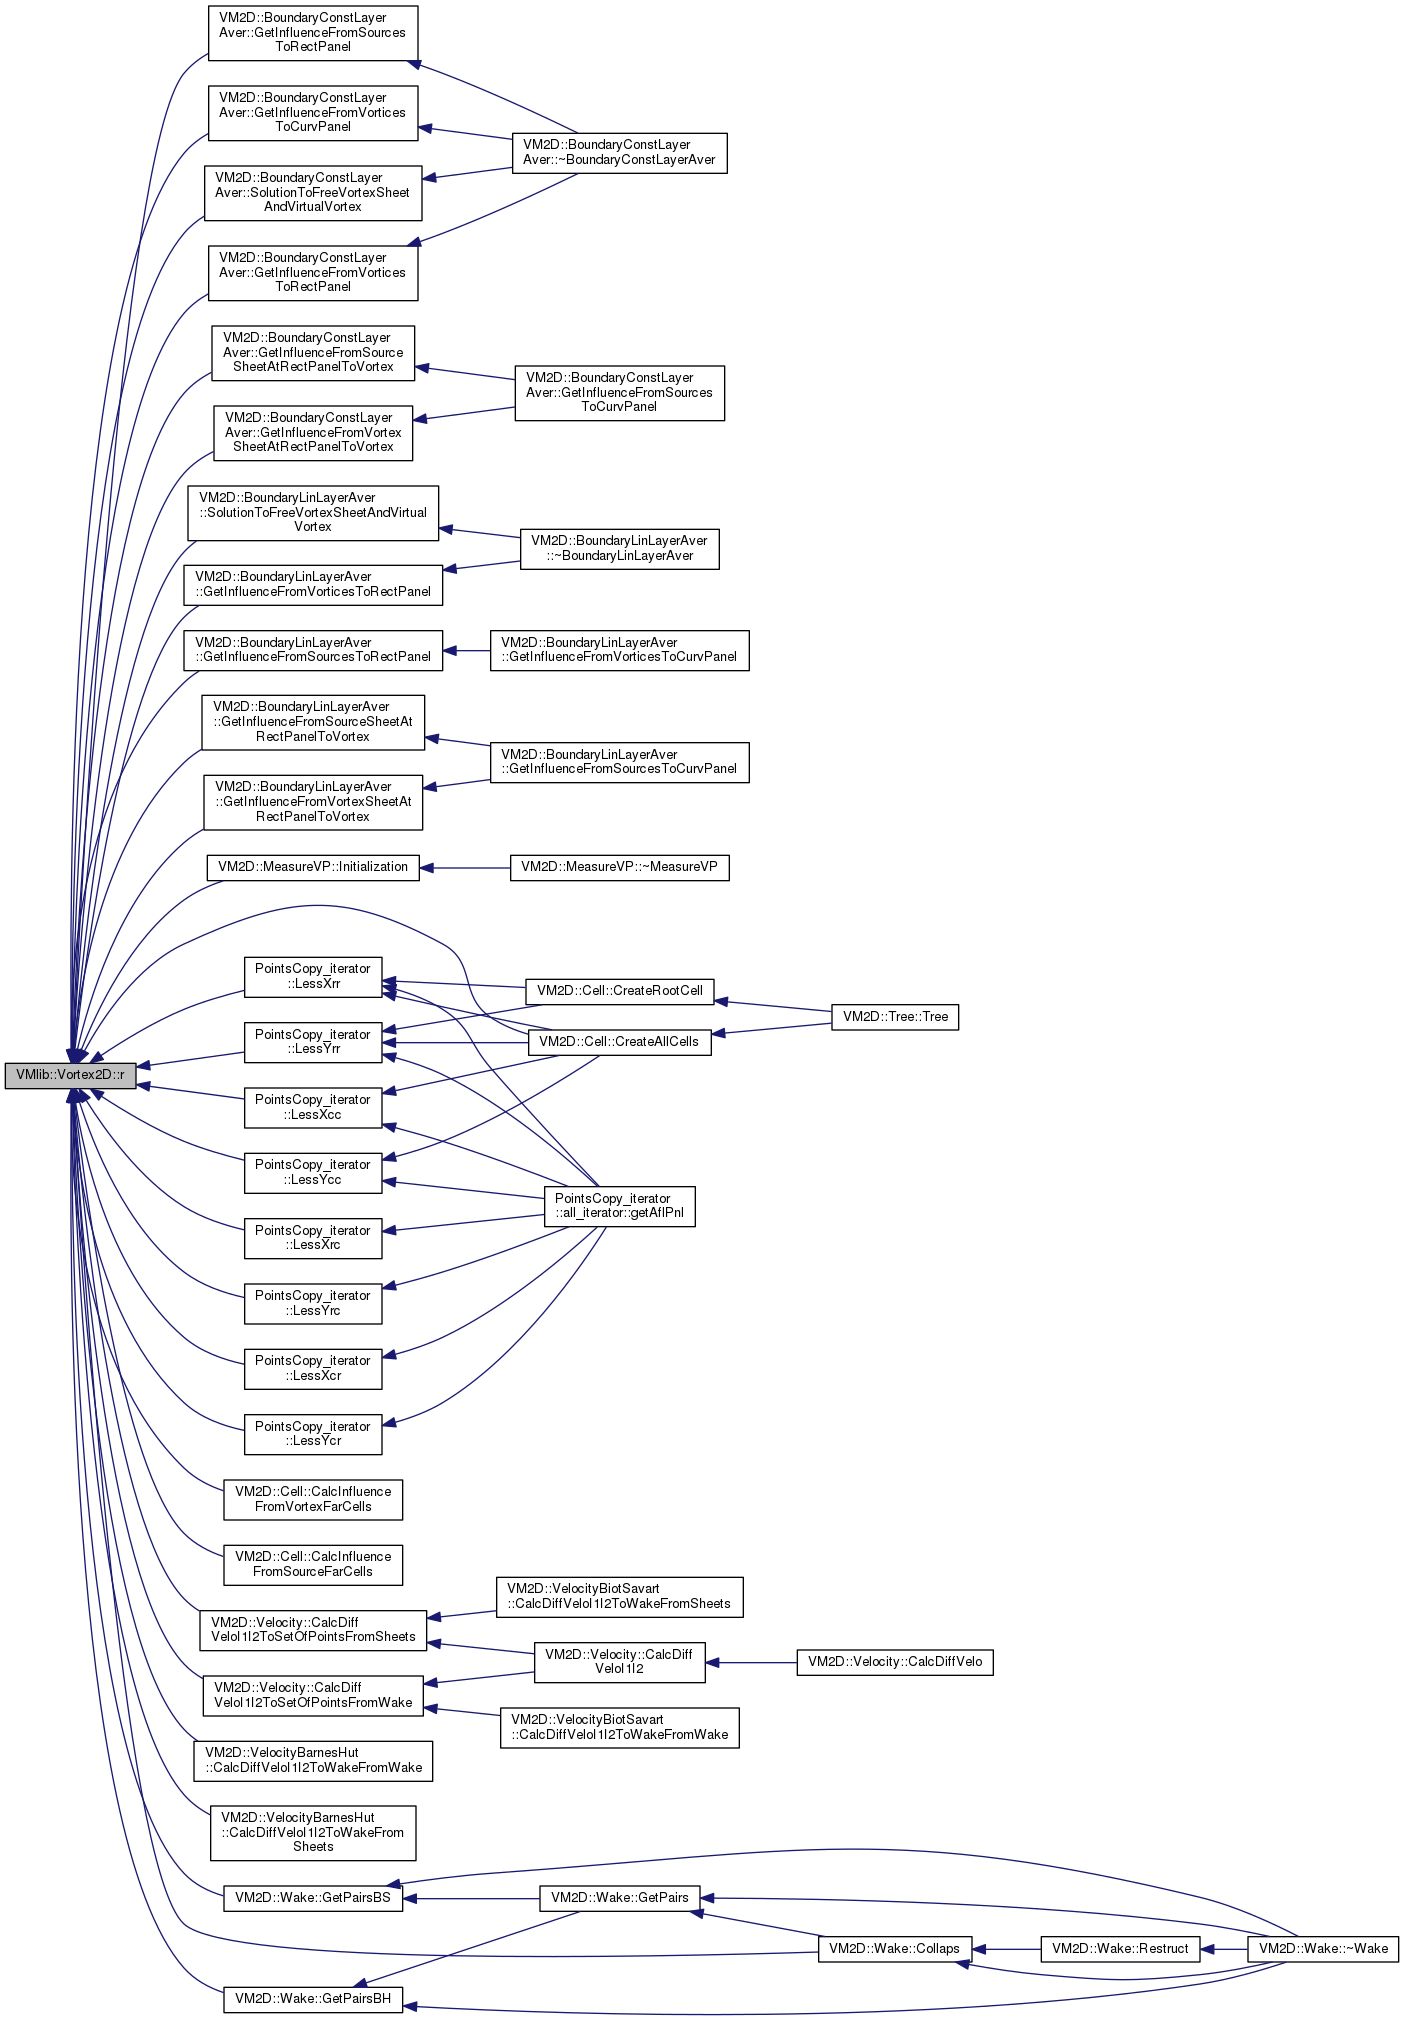 VM2D::BoundaryConstLayer
Aver::GetInfluenceFromSources
ToRectPanel
VM2D::BoundaryConstLayer
Aver::GetInfluenceFromVortices
ToCurvPanel
VM2D::BoundaryConstLayer
Aver::~BoundaryConstLayerAver
VM2D::BoundaryConstLayer
Aver::SolutionToFreeVortexSheet
AndVirtualVortex
VM2D::BoundaryConstLayer
Aver::GetInfluenceFromVortices
ToRectPanel
VM2D::BoundaryConstLayer
Aver::GetInfluenceFromSource
SheetAtRectPanelToVortex
VM2D::BoundaryConstLayer
Aver::GetInfluenceFromSources
ToCurvPanel
VM2D::BoundaryConstLayer
Aver::GetInfluenceFromVortex
SheetAtRectPanelToVortex
VM2D::BoundaryLinLayerAver
::SolutionToFreeVortexSheetAndVirtual
Vortex
VM2D::BoundaryLinLayerAver
::~BoundaryLinLayerAver
VM2D::BoundaryLinLayerAver
::GetInfluenceFromVorticesToRectPanel
VM2D::BoundaryLinLayerAver
::GetInfluenceFromSourcesToRectPanel
VM2D::BoundaryLinLayerAver
::GetInfluenceFromVorticesToCurvPanel
VM2D::BoundaryLinLayerAver
::GetInfluenceFromSourceSheetAt
RectPanelToVortex
VM2D::BoundaryLinLayerAver
::GetInfluenceFromSourcesToCurvPanel
VM2D::BoundaryLinLayerAver
::GetInfluenceFromVortexSheetAt
RectPanelToVortex
VM2D::MeasureVP::Initialization
VM2D::MeasureVP::~MeasureVP
PointsCopy_iterator
::LessXrr
VM2D::Cell::CreateRootCell
VM2D::Tree::Tree
PointsCopy_iterator
::LessYrr
VM2D::Cell::CreateAllCells
VMlib::Vortex2D::r
PointsCopy_iterator
::LessXcc
PointsCopy_iterator
::LessYcc
PointsCopy_iterator
::all_iterator::getAflPnl
PointsCopy_iterator
::LessXrc
PointsCopy_iterator
::LessYrc
PointsCopy_iterator
::LessXcr
PointsCopy_iterator
::LessYcr
VM2D::Cell::CalcInfluence
FromVortexFarCells
VM2D::Cell::CalcInfluence
FromSourceFarCells
VM2D::VelocityBiotSavart
::CalcDiffVeloI1I2ToWakeFromSheets
VM2D::Velocity::CalcDiff
VeloI1I2ToSetOfPointsFromSheets
VM2D::Velocity::CalcDiff
VeloI1I2
VM2D::Velocity::CalcDiffVelo
VM2D::Velocity::CalcDiff
VeloI1I2ToSetOfPointsFromWake
VM2D::VelocityBiotSavart
::CalcDiffVeloI1I2ToWakeFromWake
VM2D::VelocityBarnesHut
::CalcDiffVeloI1I2ToWakeFromWake
VM2D::VelocityBarnesHut
::CalcDiffVeloI1I2ToWakeFrom
Sheets
VM2D::Wake::GetPairsBS
VM2D::Wake::GetPairs
VM2D::Wake::Collaps
VM2D::Wake::Restruct
VM2D::Wake::~Wake
VM2D::Wake::GetPairsBH